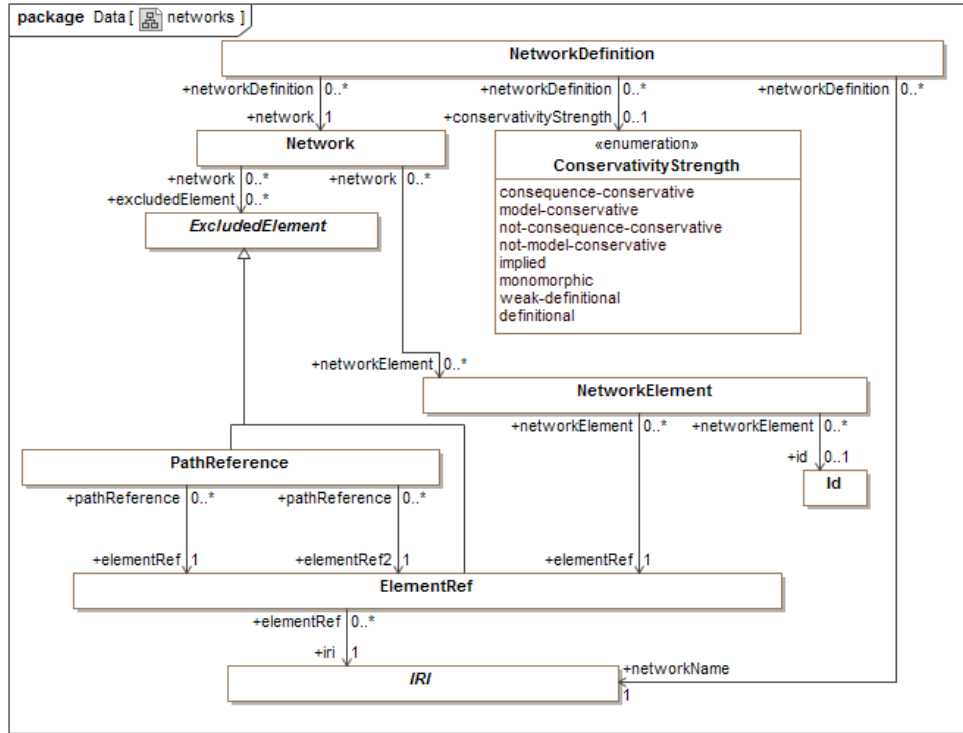 package Data [ networks ]
NetworkDefinition
+networkDefinition 0..* +networkDefinition 0..* +networkDefinition 0..*
+network 1 +conservativityStrength 0..1
Network
«enumeration»
ConservativityStrength
consequence-conservative
model-conservative
not-consequence-conservative
not-model-conservative
implied
monomorphic
weak-definitional
definitional
+network 0..* +network 0..*
+excludedElement 0..*
ExcludedElement
+networkElement 0..*
NetworkElement
+networkElement 0..* +networkElement 0..*
+id 0..1
Id
PathReference
+pathReference 0..* +pathReference 0..*
+elementRef 1 +elementRef2 1 +elementRef 1
ElementRef
+elementRef 0..*
+iri 1
IRI
+networkName
1